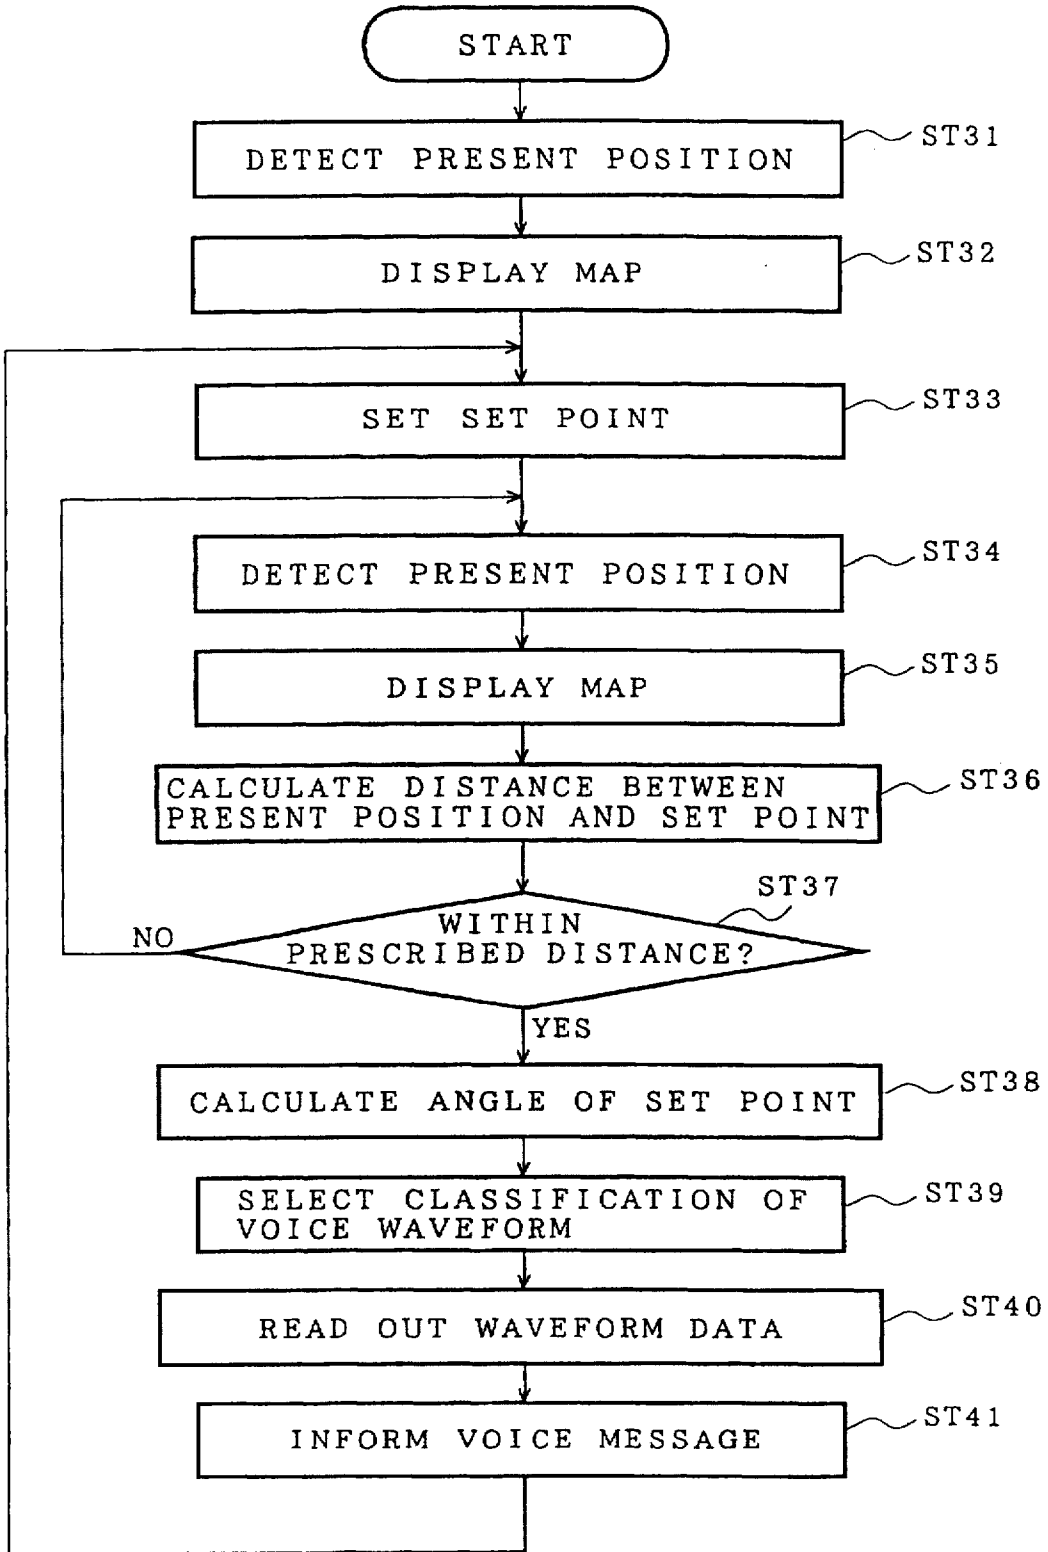 START
DETECT PRESENT POSITION
ST31
DISPLAY MAP
ST32
SET SET POINT
ST33
DETECT PRESENT POSITION
ST34
DISPLAY MAP
ST35
CALCULATE DISTANCE BETWEEN
PRESENT POSITION AND SET POINT
ST36
ST37
WITHIN
PRESCRIBED DISTANCE?
NO
YES
CALCULATE ANGLE OF SET POINT
ST38
SELECT CLASSIFICATION OF
VOICE WAVEFORM
ST39
READ OUT WAVEFORM DATA
ST40
INFORM VOICE MESSAGE
ST41